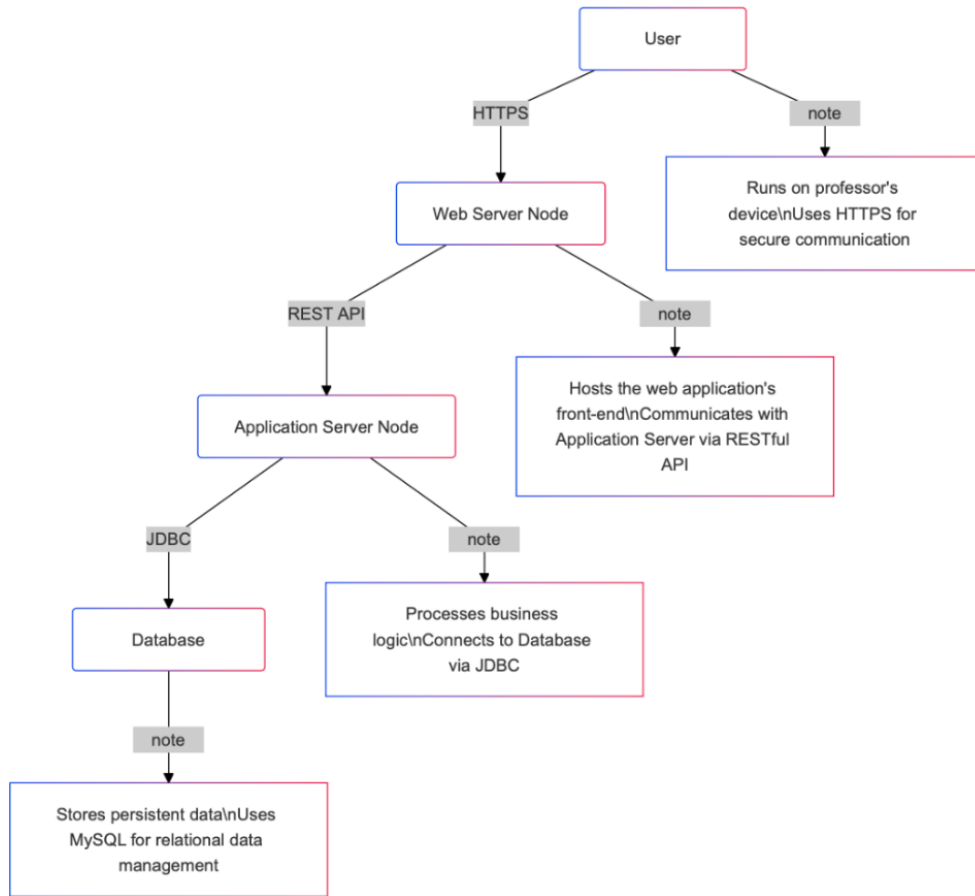 User
HTTPS
note
Runs on professor's
device\nUses HTTPS for
secure communication
Web Server Node
REST API
note
Hosts the web application's
front-end\nCommunicates with
Application Server via RESTful
API
Application Server Node
JDBC
note
Processes business
logic\nConnects to Database
via JDBC
Database
note
Stores persistent data\nUses
MySQL for relational data
management